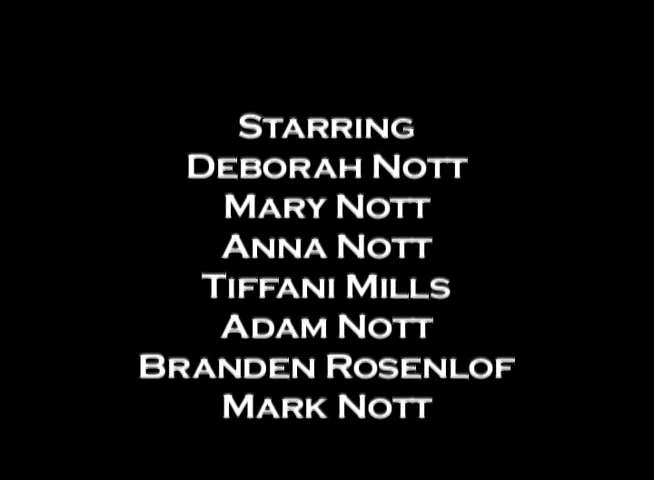 Starring
Deborah Nott
Mary Nott
Anna Nott
Tiffani Mills
Adam Nott
Branden Rosenlof
Mark Nott